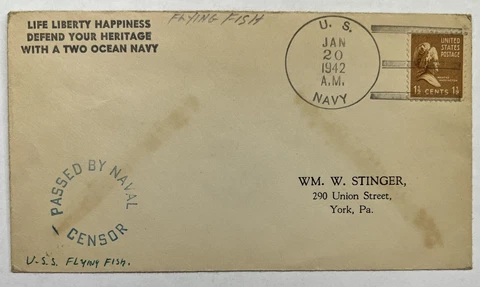 LIFE LIBERTY HAPPINESS
DEFEND YOUR HERITAGE
WITH A TWO OCEAN NAVY
FLYING FISH
U. S.
JAN
20
1942
A.M.
NAVY
UNITED
STATES
POSTAGE
1½ CENTS 1½
PASSED BY NAVAL
CENSOR
WM. W. STINGER,
290 Union Street,
York, Pa.
U.S.S. FLYING FISH.